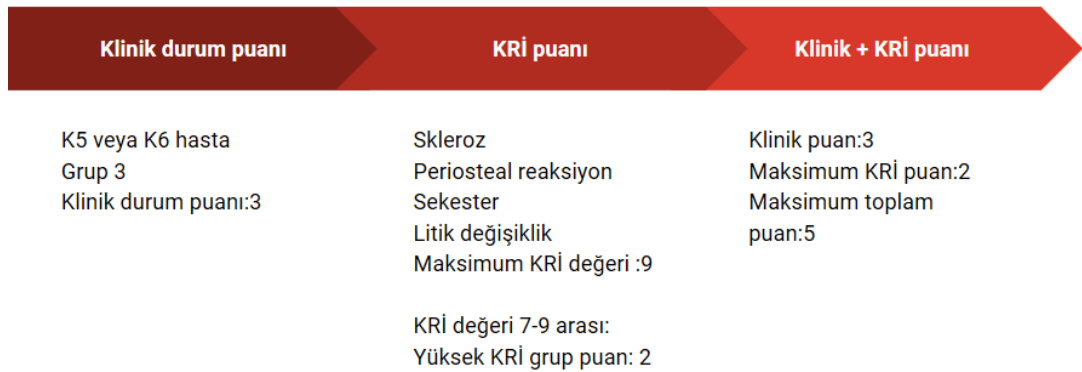 Klinik durum puanı
KRİ puanı
Klinik + KRİ puanı
K5 veya K6 hasta
Grup 3
Klinik durum puanı:3
Skleroz
Periosteal reaksiyon
Sekester
Litik değişiklik
Maksimum KRİ değeri :9
KRİ değeri 7-9 arası:
Yüksek KRİ grup puan: 2
Klinik puan:3
Maksimum KRİ puan:2
Maksimum toplam
puan:5